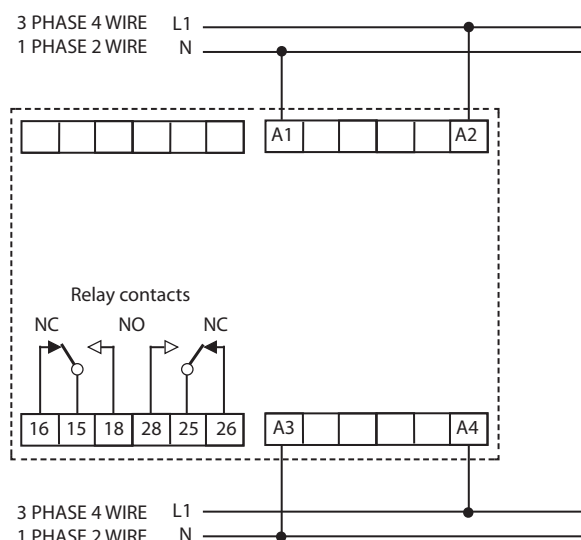 3 PHASE 4 WIRE L1
1 PHASE 2 WIRE N
A1 A2
Relay contacts
NC NO NC
16 15 18 28 25 26 A3 A4
3 PHASE 4 WIRE L1
1 PHASE 2 WIRE N